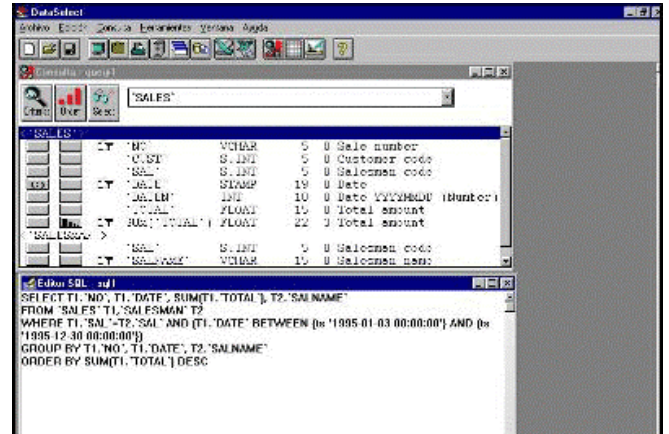 DataSelect
Archivo Edición Consulta Herramientas Ventana Ayuda
Consulta - query1
Criterio Orden Selecc
`SALES`
<`SALES`>
`NO` VCHAR 5 0 Sale number
`CUST` S.INT 5 0 Customer code
`SAL` S.INT 5 0 Salesman code
`DATE` STAMP 19 0 Date
`DATEN` INT 10 0 Date YYYYMMDD (Number)
`TOTAL` FLOAT 15 0 Total amount
SUM(`TOTAL`) FLOAT 22 0 Total amount
<`SALESMAN`>
`SAL` S.INT 5 0 Salesman code
`SALNAME` VCHAR 15 0 Salesman name
Editor SQL - sql1
SELECT T1.`NO`, T1.`DATE`, SUM(T1.`TOTAL`), T2.`SALNAME`
FROM `SALES` T1,`SALESMAN` T2
WHERE T1.`SAL`=T2.`SAL` AND (T1.`DATE` BETWEEN {ts '1995-01-03 00:00:00'} AND {ts
'1995-12-30 00:00:00'})
GROUP BY T1.`NO`, T1.`DATE`, T2.`SALNAME`
ORDER BY SUM(T1.`TOTAL`) DESC